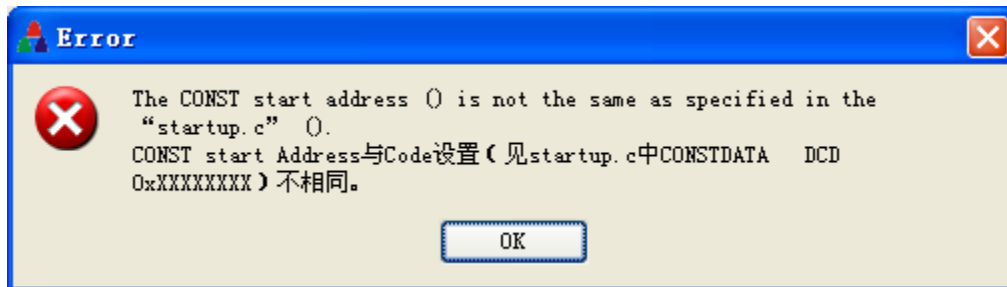 Error
The CONST start address () is not the same as specified in the
“startup.c” ().
CONST start Address与Code设置(见startup.c中CONSTDATA DCD
0xXXXXXXXX)不相同。
OK